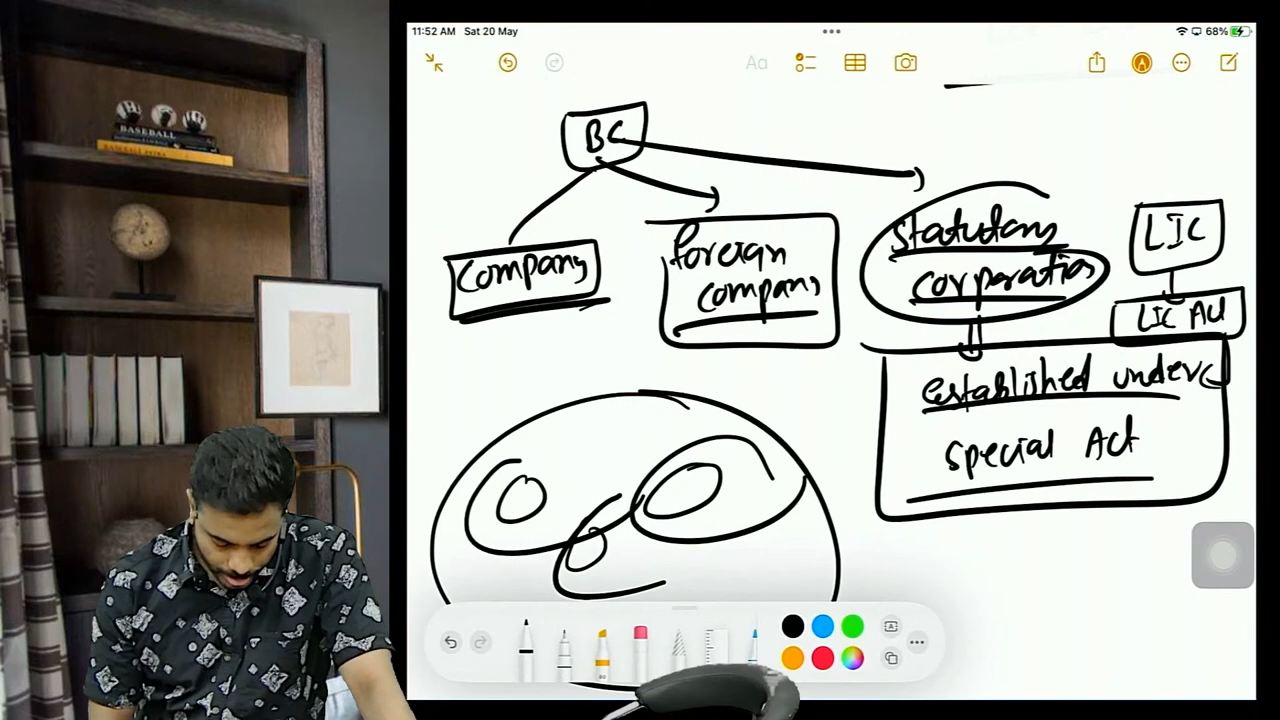 11:52 AM Sat 20 May
68%
Aa
BASEBALL
BC
Company
foreign
company
statutory
corporation
LIC
LIC Act
established under
special Act